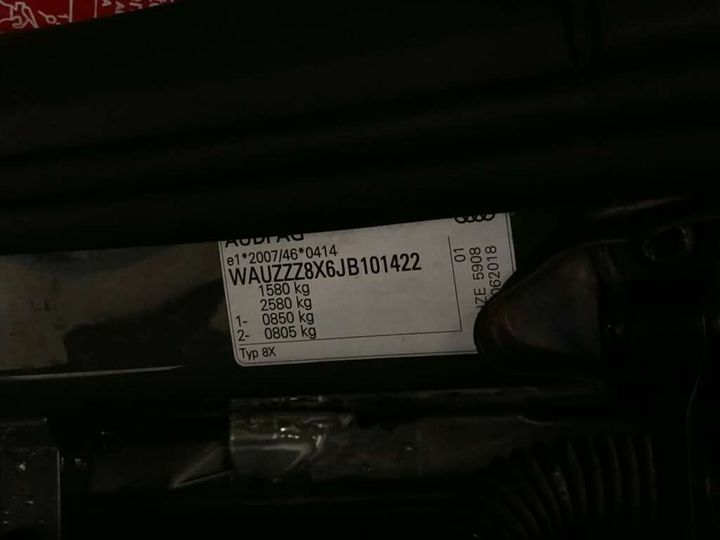 AUDI AG
e1*2007/46*0414
WAUZZZ8X6JB101422
1580 kg
2580 kg
1- 0850 kg
2- 0805 kg
Typ 8X
01
5908
062018